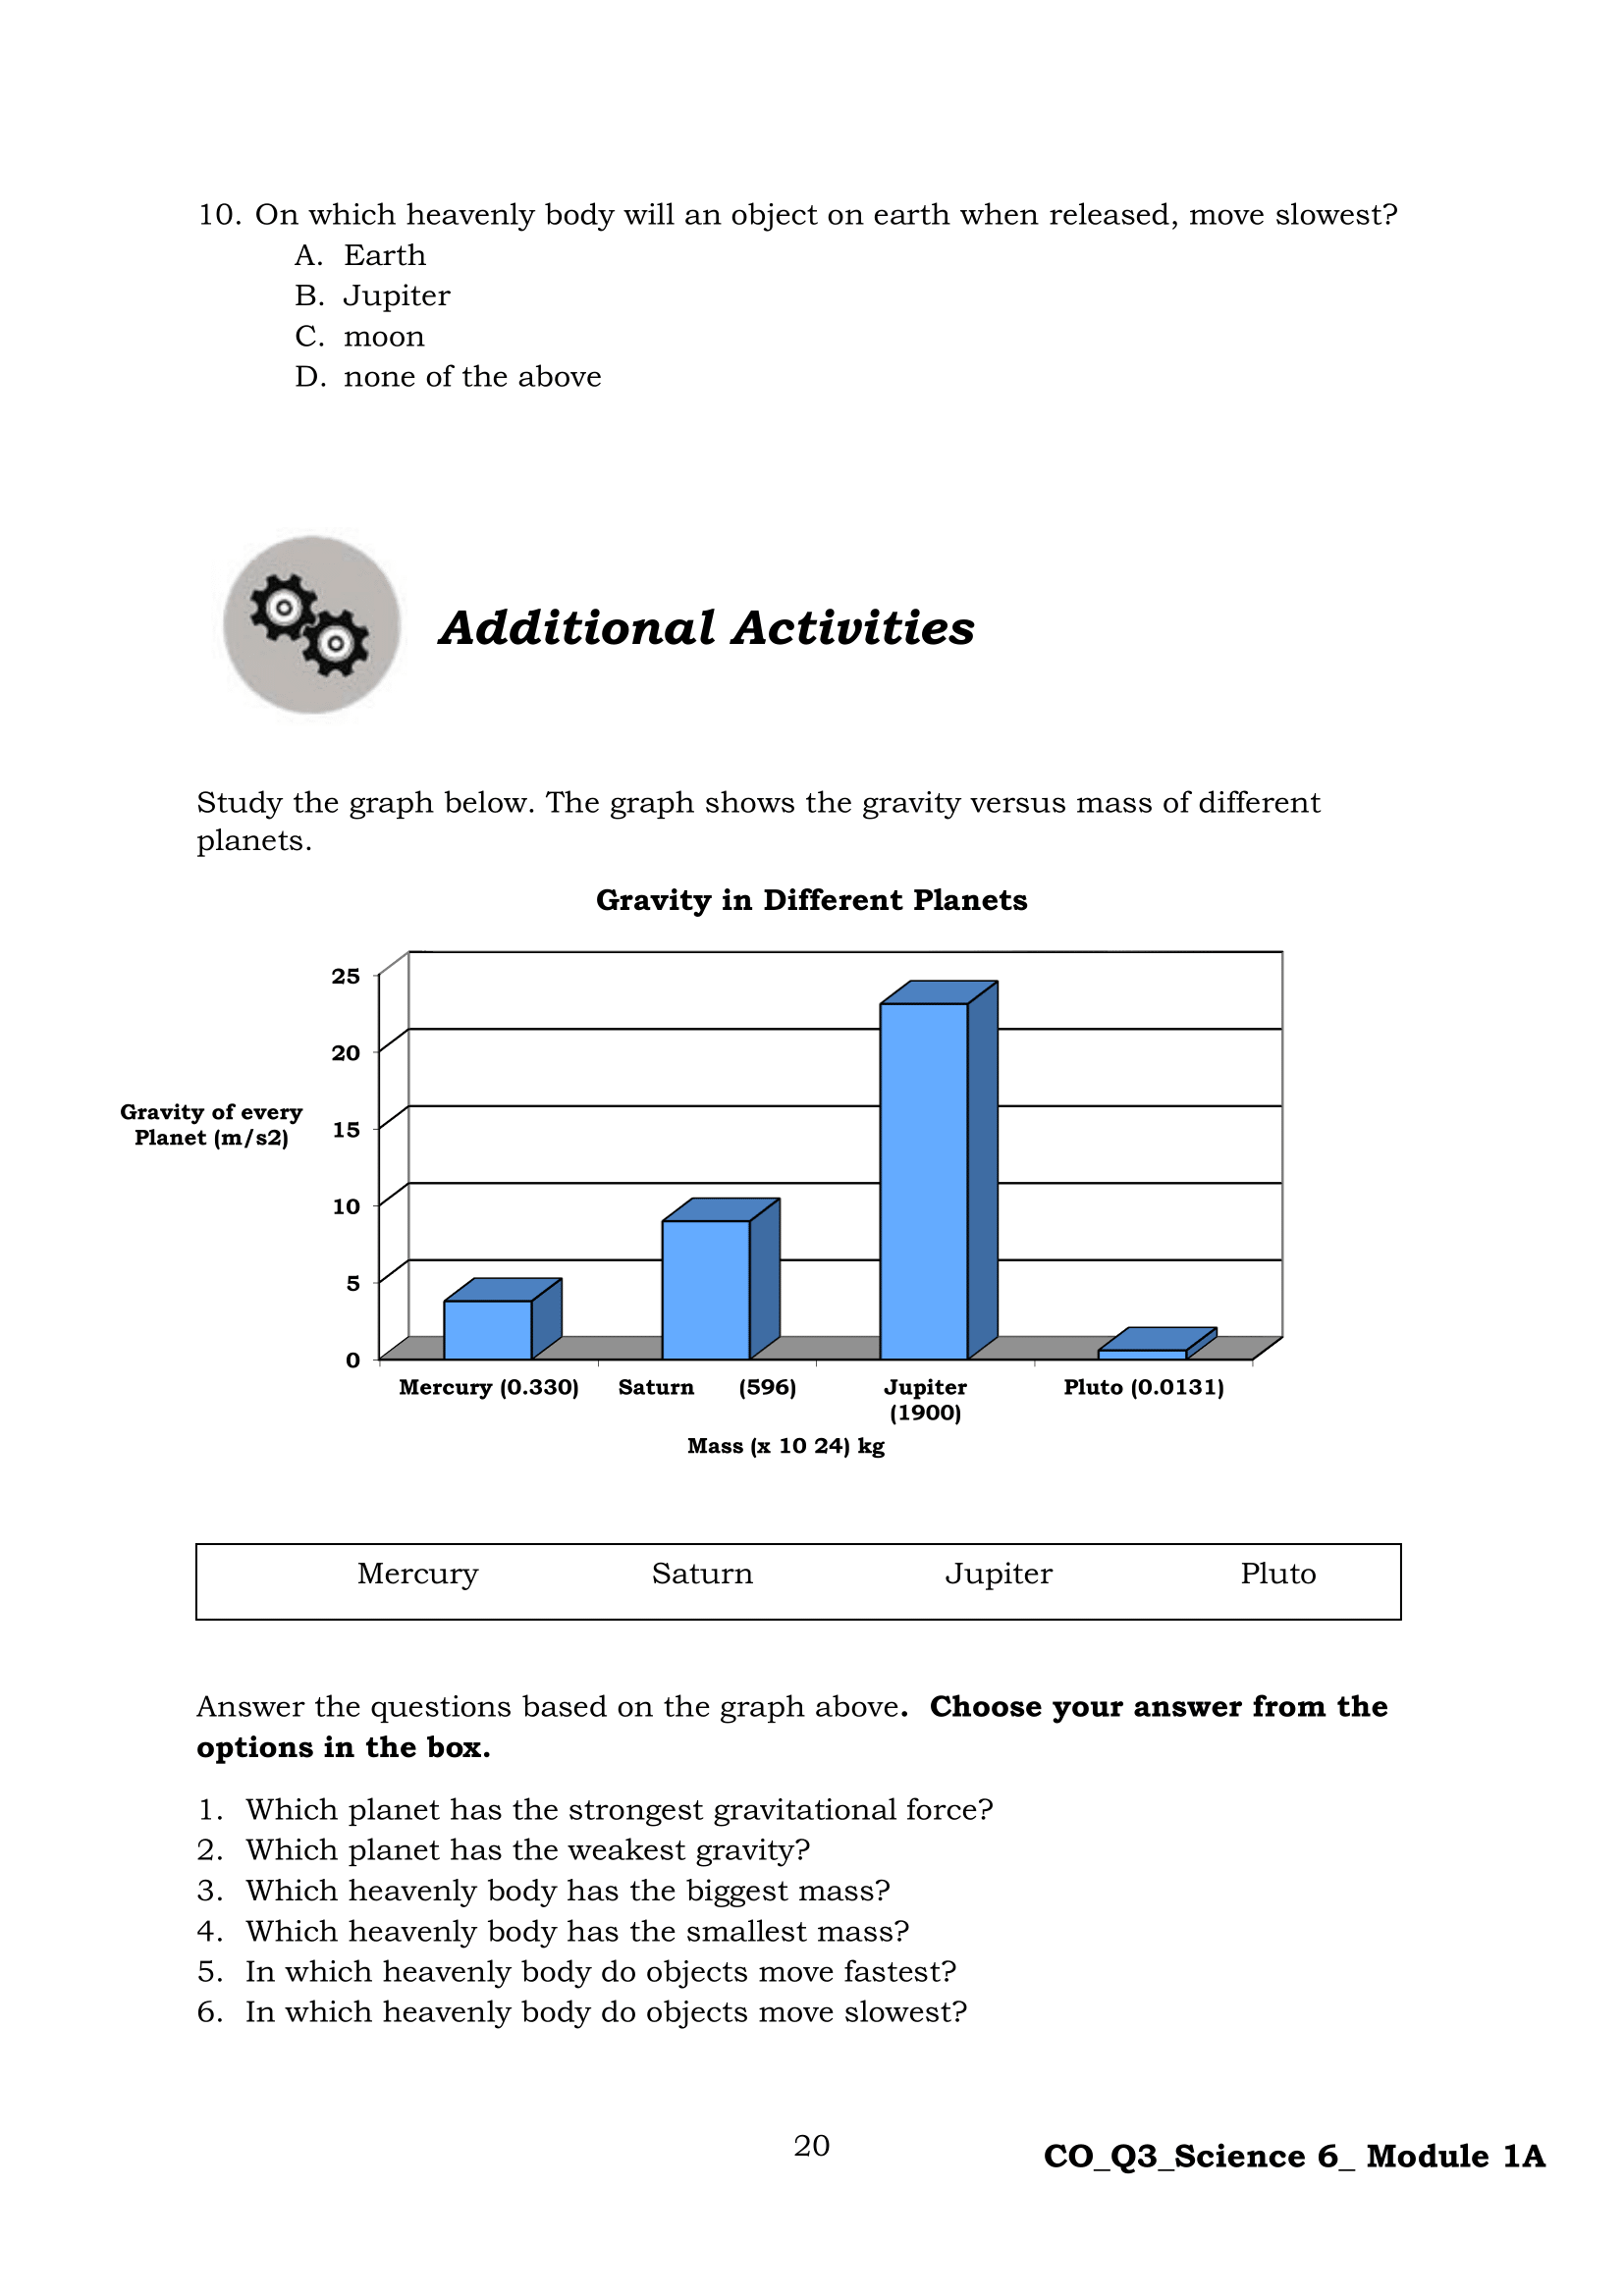 10. On which heavenly body will an object on earth when released, move slowest?
A. Earth
B. Jupiter
C. moon
D. none of the above
Additional Activities
Study the graph below. The graph shows the gravity versus mass of different
planets.
Gravity in Different Planets
25
20
Gravity of every
Planet (m/s2)
15
10
5
0
Mercury (0.330) Saturn (596) Jupiter (1900) Pluto (0.0131)
Mass (x 10 24) kg
Mercury Saturn Jupiter Pluto
Answer the questions based on the graph above. Choose your answer from the
options in the box.
1. Which planet has the strongest gravitational force?
2. Which planet has the weakest gravity?
3. Which heavenly body has the biggest mass?
4. Which heavenly body has the smallest mass?
5. In which heavenly body do objects move fastest?
6. In which heavenly body do objects move slowest?
20
CO_Q3_Science 6_ Module 1A